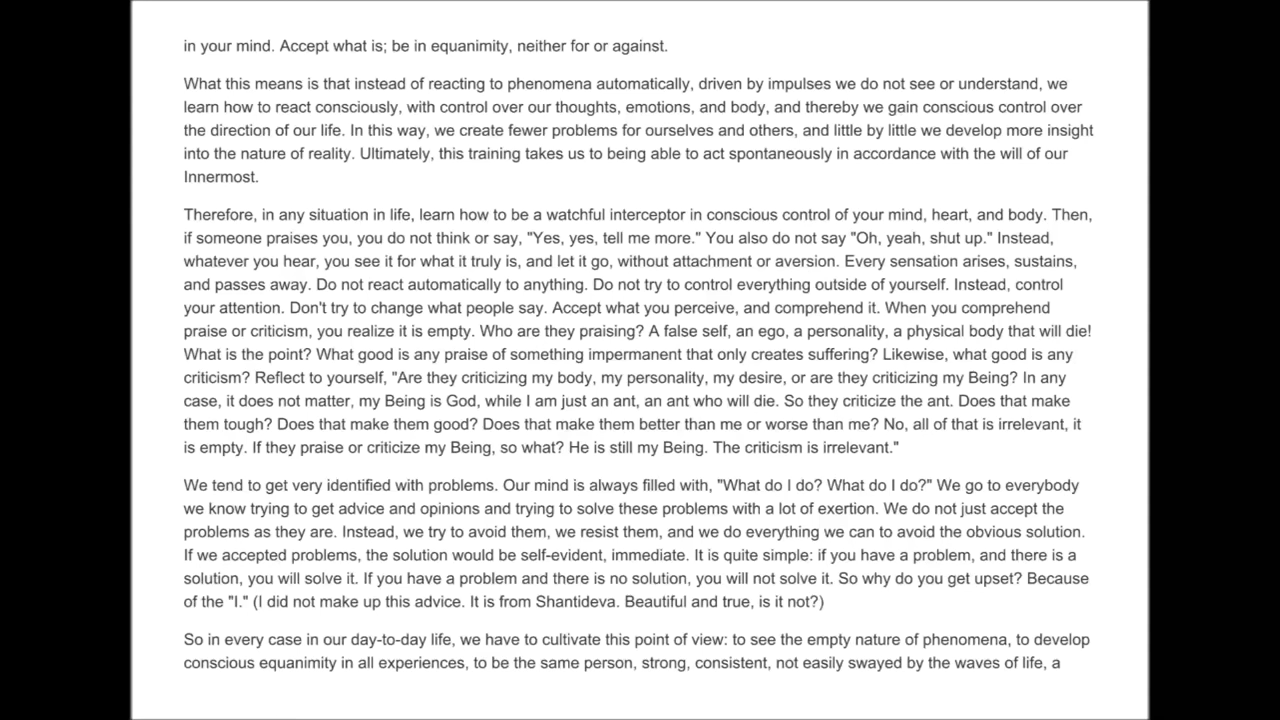 in your mind. Accept what is; be in equanimity, neither for or against.
What this means is that instead of reacting to phenomena automatically, driven by impulses we do not see or understand, we
learn how to react consciously, with control over our thoughts, emotions, and body, and thereby we gain conscious control over
the direction of our life. In this way, we create fewer problems for ourselves and others, and little by little we develop more insight
into the nature of reality. Ultimately, this training takes us to being able to act spontaneously in accordance with the will of our
Innermost.
Therefore, in any situation in life, learn how to be a watchful interceptor in conscious control of your mind, heart, and body. Then,
if someone praises you, you do not think or say, "Yes, yes, tell me more." You also do not say "Oh, yeah, shut up." Instead,
whatever you hear, you see it for what it truly is, and let it go, without attachment or aversion. Every sensation arises, sustains,
and passes away. Do not react automatically to anything. Do not try to control everything outside of yourself. Instead, control
your attention. Don't try to change what people say. Accept what you perceive, and comprehend it. When you comprehend
praise or criticism, you realize it is empty. Who are they praising? A false self, an ego, a personality, a physical body that will die!
What is the point? What good is any praise of something impermanent that only creates suffering? Likewise, what good is any
criticism? Reflect to yourself, "Are they criticizing my body, my personality, my desire, or are they criticizing my Being? In any
case, it does not matter, my Being is God, while I am just an ant, an ant who will die. So they criticize the ant. Does that make
them tough? Does that make them good? Does that make them better than me or worse than me? No, all of that is irrelevant, it
is empty. If they praise or criticize my Being, so what? He is still my Being. The criticism is irrelevant."
We tend to get very identified with problems. Our mind is always filled with, "What do I do? What do I do?" We go to everybody
we know trying to get advice and opinions and trying to solve these problems with a lot of exertion. We do not just accept the
problems as they are. Instead, we try to avoid them, we resist them, and we do everything we can to avoid the obvious solution.
If we accepted problems, the solution would be self-evident, immediate. It is quite simple: if you have a problem, and there is a
solution, you will solve it. If you have a problem and there is no solution, you will not solve it. So why do you get upset? Because
of the "I." (I did not make up this advice. It is from Shantideva. Beautiful and true, is it not?)
So in every case in our day-to-day life, we have to cultivate this point of view: to see the empty nature of phenomena, to develop
conscious equanimity in all experiences, to be the same person, strong, consistent, not easily swayed by the waves of life, a